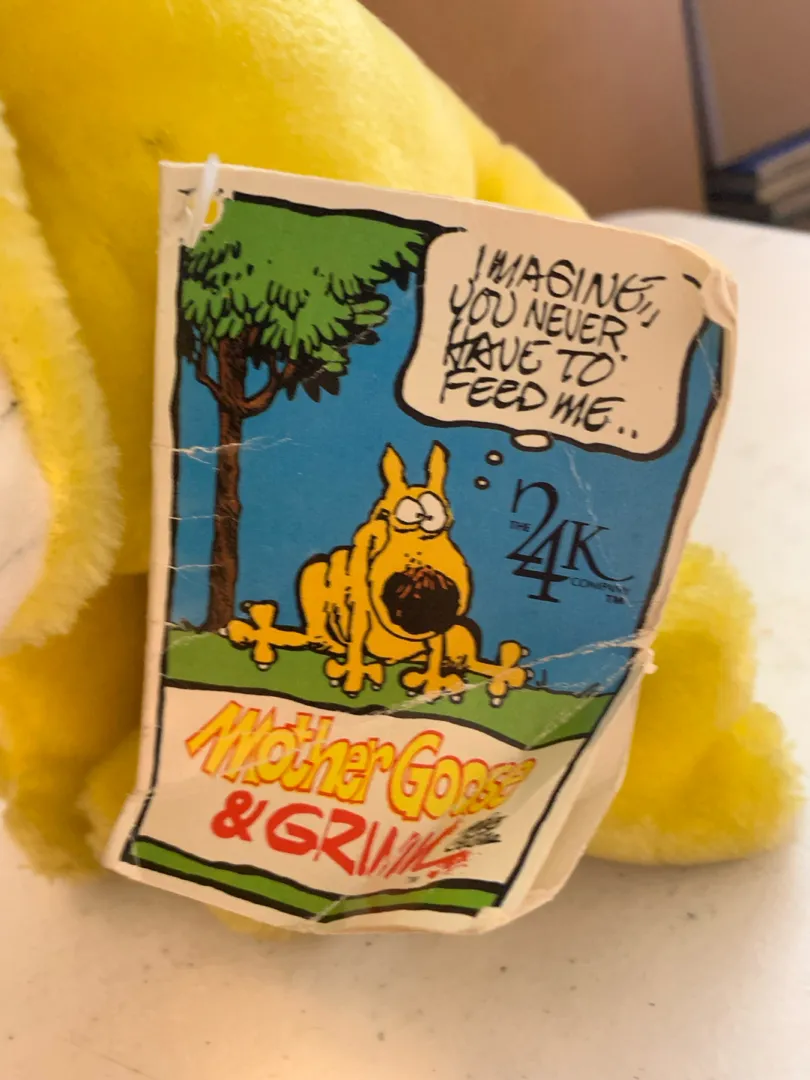 IMAGINE,,
YOU NEVER
HAVE TO
FEED ME..
THE 24K
COMPANY
TM
Mother Goose
& GRIMM